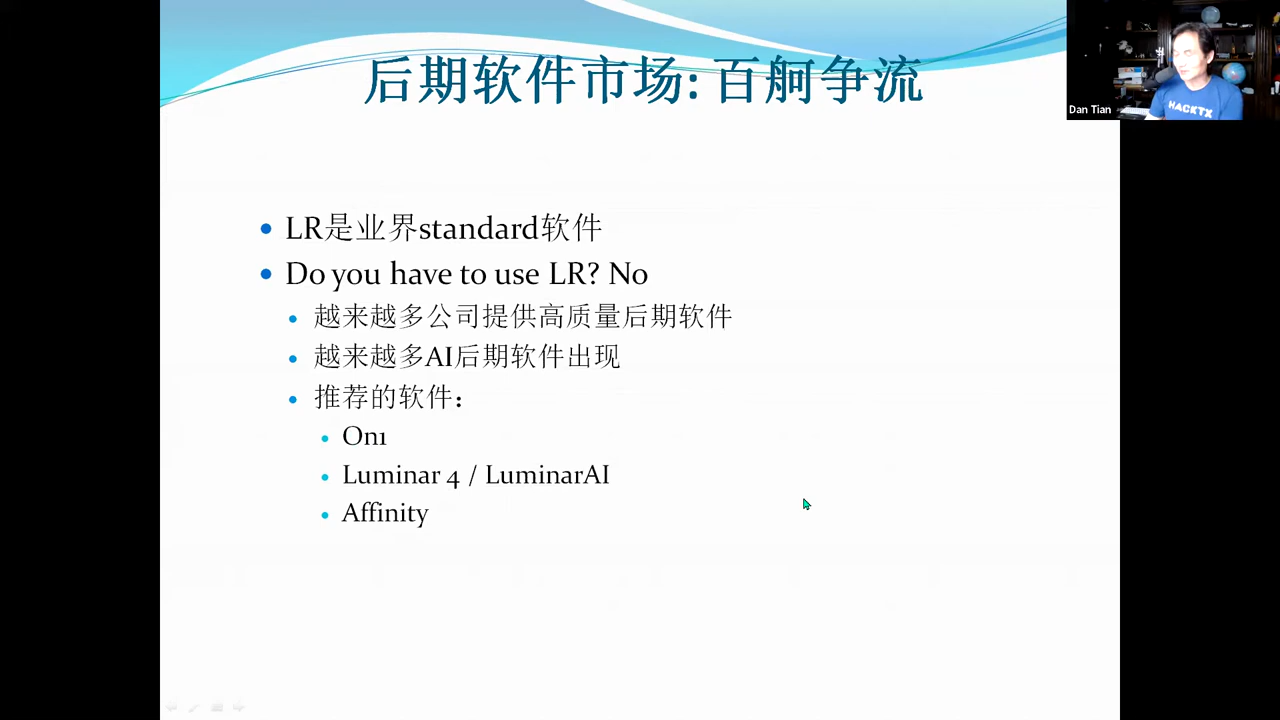 后期软件市场: 百舸争流
Dan Tian
HACKTX
LR是业界standard软件
Do you have to use LR? No
越来越多公司提供高质量后期软件
越来越多AI后期软件出现
推荐的软件：
On1
Luminar 4 / LuminarAI
Affinity